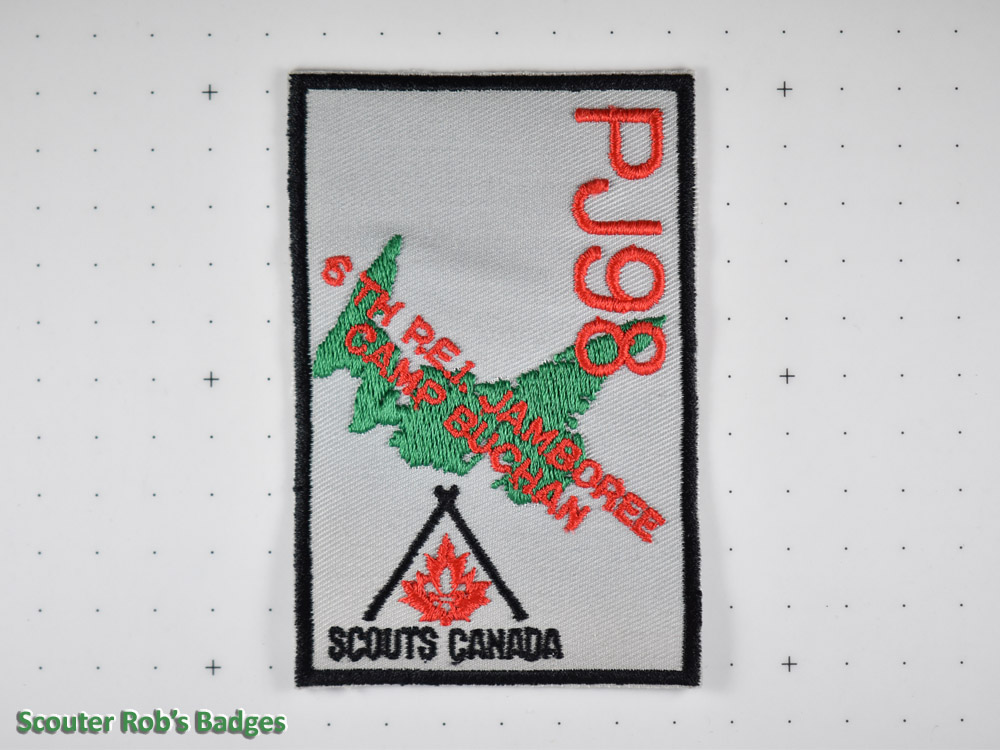 PJ98
6TH P.E.I. JAMBOREE
CAMP BUCHAN
SCOUTS CANADA
Scouter Rob's Badges